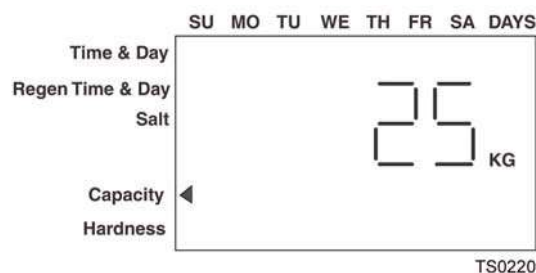 SU MO TU WE TH FR SA DAYS
Time & Day
Regen Time & Day
Salt
25 KG
Capacity
Hardness
TS0220